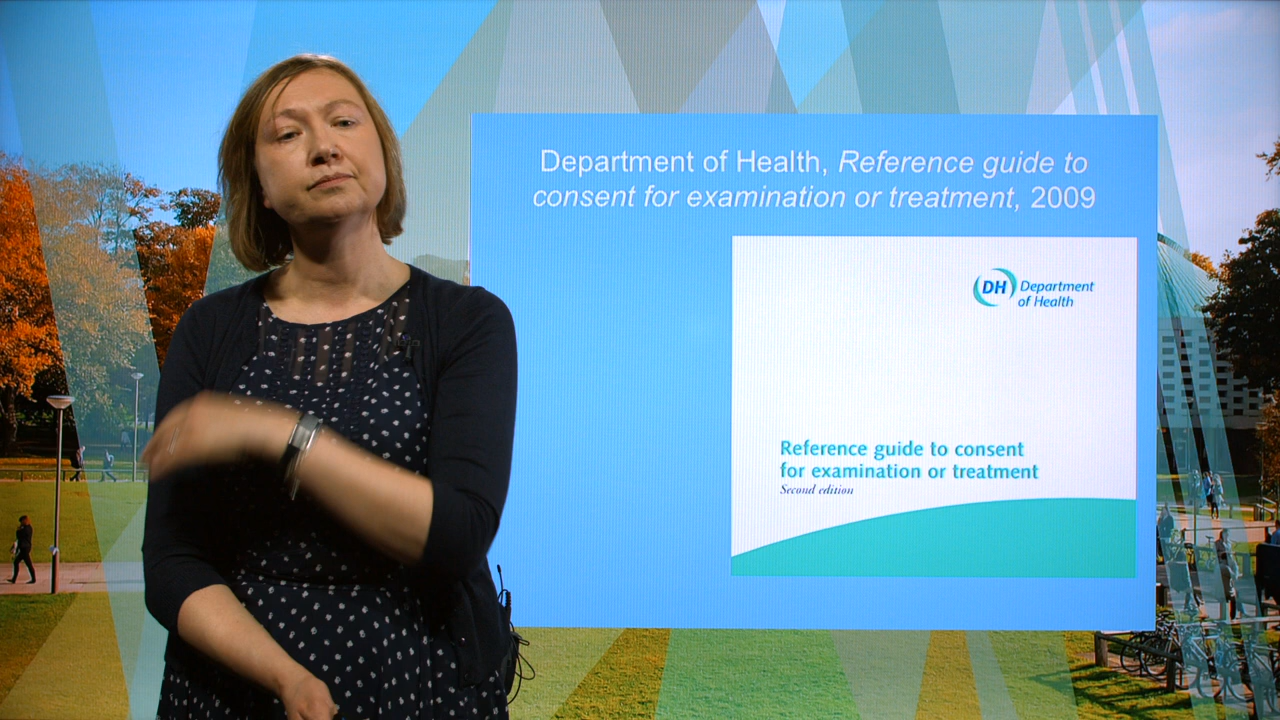 Department of Health, Reference guide to
consent for examination or treatment, 2009
DH Department
of Health
Reference guide to consent
for examination or treatment
Second edition